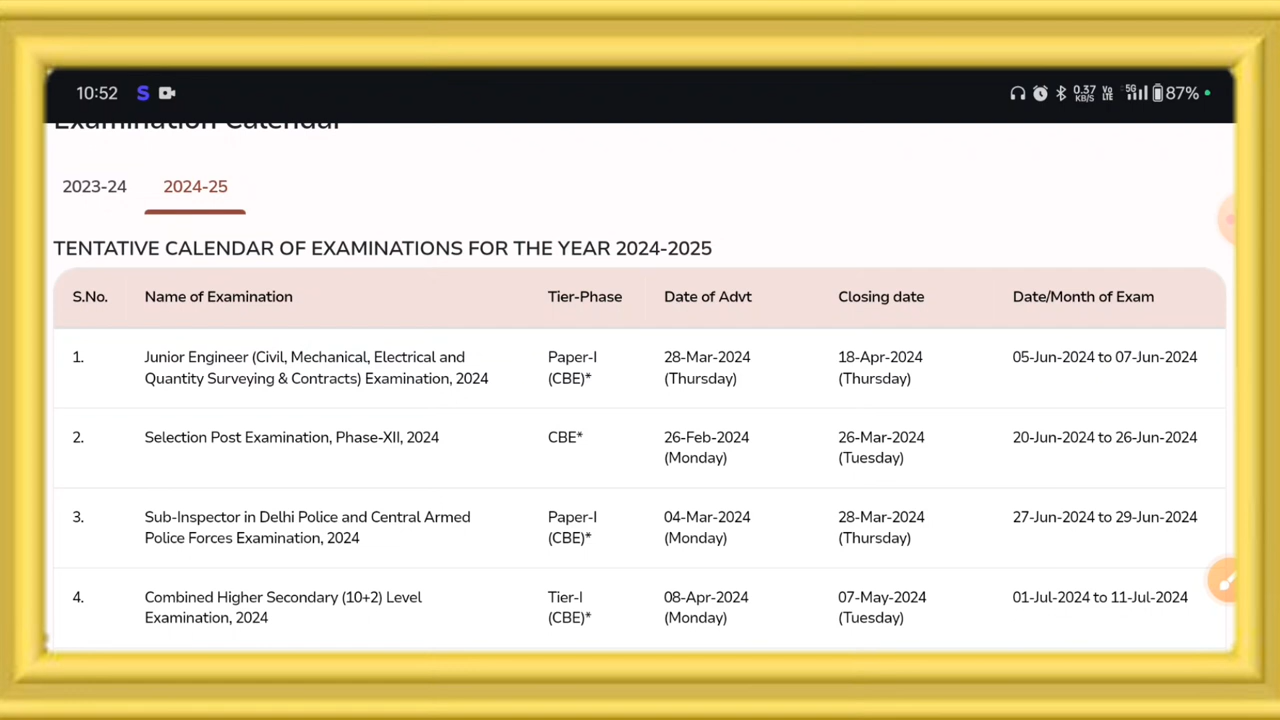 10:52 S 0.37 KB/S Vo LTE 5G 87%
Examination Calendar
2023-24 2024-25
TENTATIVE CALENDAR OF EXAMINATIONS FOR THE YEAR 2024-2025
S.No. Name of Examination Tier-Phase Date of Advt Closing date Date/Month of Exam
1. Junior Engineer (Civil, Mechanical, Electrical and Paper-I 28-Mar-2024 18-Apr-2024 05-Jun-2024 to 07-Jun-2024
Quantity Surveying & Contracts) Examination, 2024 (CBE)* (Thursday) (Thursday)
2. Selection Post Examination, Phase-XII, 2024 CBE* 26-Feb-2024 26-Mar-2024 20-Jun-2024 to 26-Jun-2024
(Monday) (Tuesday)
3. Sub-Inspector in Delhi Police and Central Armed Paper-I 04-Mar-2024 28-Mar-2024 27-Jun-2024 to 29-Jun-2024
Police Forces Examination, 2024 (CBE)* (Monday) (Thursday)
4. Combined Higher Secondary (10+2) Level Tier-I 08-Apr-2024 07-May-2024 01-Jul-2024 to 11-Jul-2024
Examination, 2024 (CBE)* (Monday) (Tuesday)